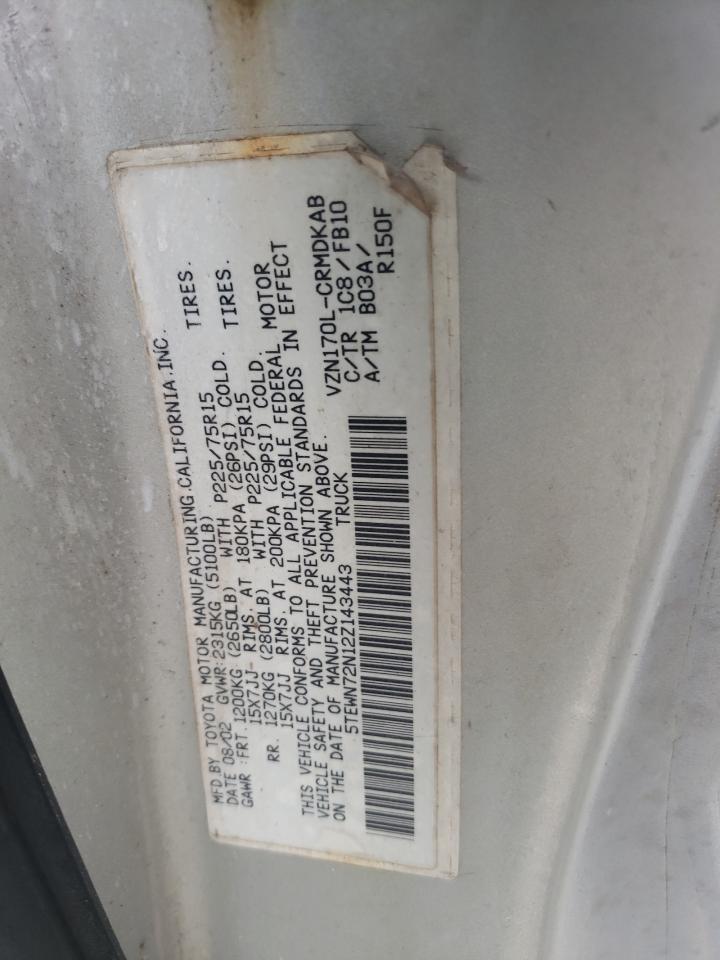 MFD.BY TOYOTA MOTOR MANUFACTURING.CALIFORNIA.INC.
DATE 08/02 GVWR:2315KG (5100LB)
GAWR :FRT.1200KG (2650LB) WITH P225/75R15 TIRES.
15X7JJ RIMS. AT 180KPA (26PSI) COLD.
RR. 1270KG (2800LB) WITH P225/75R15 TIRES.
15X7JJ RIMS. AT 200KPA (29PSI) COLD.
THIS VEHICLE CONFORMS TO ALL APPLICABLE FEDERAL MOTOR
VEHICLE SAFETY AND THEFT PREVENTION STANDARDS IN EFFECT
ON THE DATE OF MANUFACTURE SHOWN ABOVE.
5TEWN72N12Z143443 TRUCK
VZN170L-CRMDKAB
C/TR 1C8/FB10
A/TM B03A/
R150F